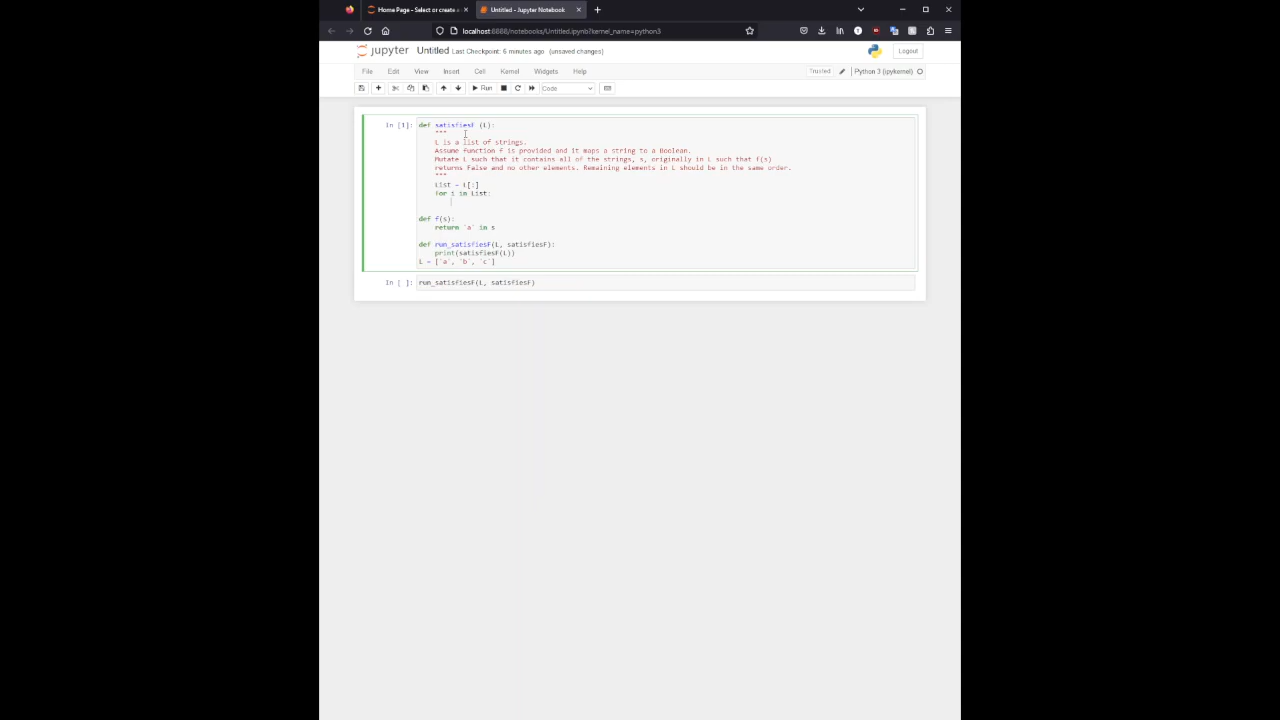 Home Page - Select or create a
Untitled - Jupyter Notebook
localhost:8888/notebooks/Untitled.ipynb?kernel_name=python3
jupyter Untitled Last Checkpoint: 6 minutes ago (unsaved changes)
Logout
File Edit View Insert Cell Kernel Widgets Help
Trusted Python 3 (ipykernel)
Run
Code
In [1]: def satisfiesF (L):
"""
L is a list of strings.
Assume function f is provided and it maps a string to a Boolean.
Mutate L such that it contains all of the strings, s, originally in L such that f(s)
returns False and no other elements. Remaining elements in L should be in the same order.
"""
List = L[:]
for i in List:
def f(s):
return 'a' in s
def run_satisfiesF(L, satisfiesF):
print(satisfiesF(L))
L = ['a', 'b', 'c']
In [ ]: run_satisfiesF(L, satisfiesF)